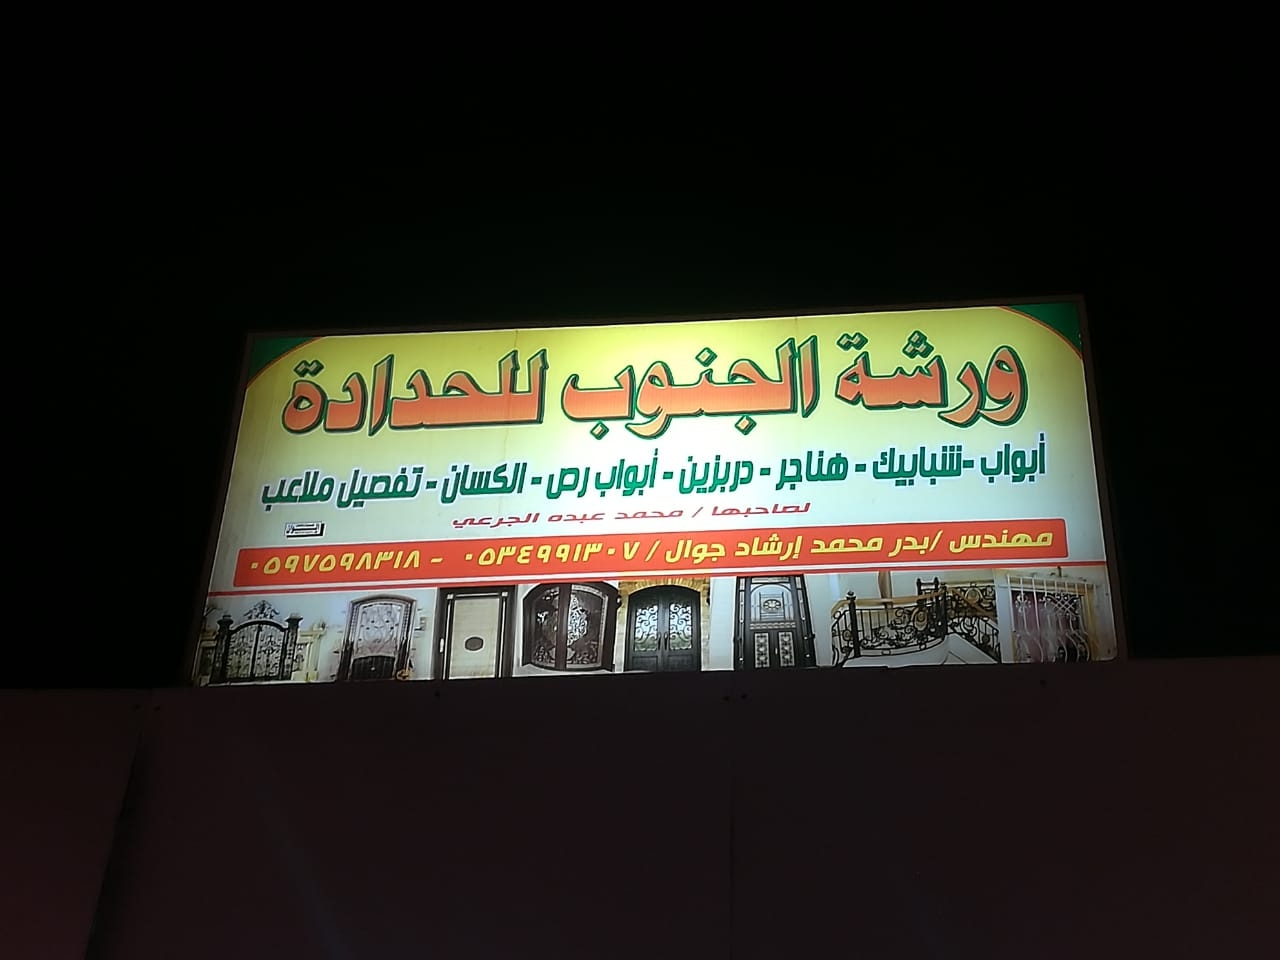 ورشة الجنوب للحدادة
أبواب -شبابيك - هناجر - دربزين - أبواب رص - الكسان - تفصيل ملاعب
لصاحبها / محمد عبده الجرعي
مهندس /بدر محمد إرشاد جوال / ٠٥٣٤٩٩١٣٠٧ - ٠٥٩٧٥٩٨٣١٨